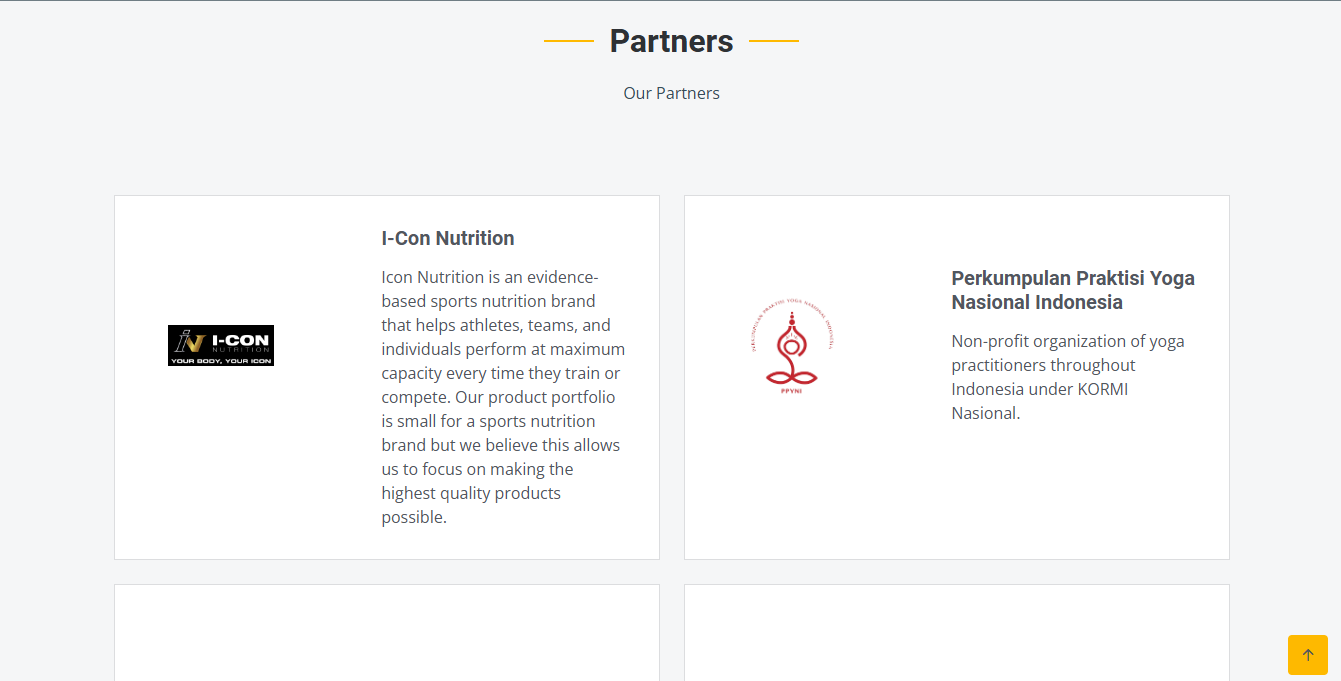 Partners
Our Partners
I-CON
NUTRITION
YOUR BODY, YOUR ICON
I-Con Nutrition
Icon Nutrition is an evidence-
based sports nutrition brand
that helps athletes, teams, and
individuals perform at maximum
capacity every time they train or
compete. Our product portfolio
is small for a sports nutrition
brand but we believe this allows
us to focus on making the
highest quality products
possible.
PERKUMPULAN PRAKTISI YOGA NASIONAL INDONESIA
PPYNI
Perkumpulan Praktisi Yoga
Nasional Indonesia
Non-profit organization of yoga
practitioners throughout
Indonesia under KORMI
Nasional.